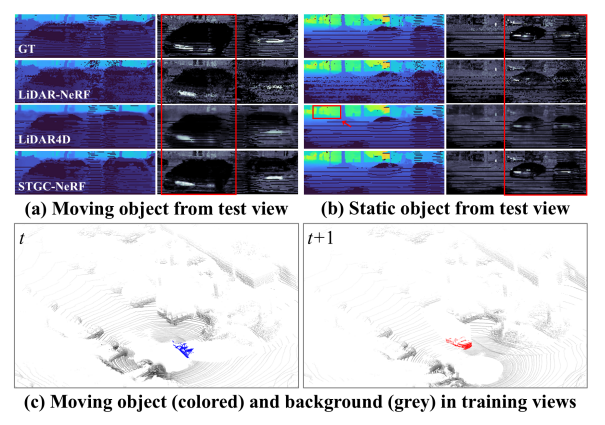 GT
LiDAR-NeRF
LiDAR4D
STGC-NeRF
(a) Moving object from test view
(b) Static object from test view
t
t+1
(c) Moving object (colored) and background (grey) in training views